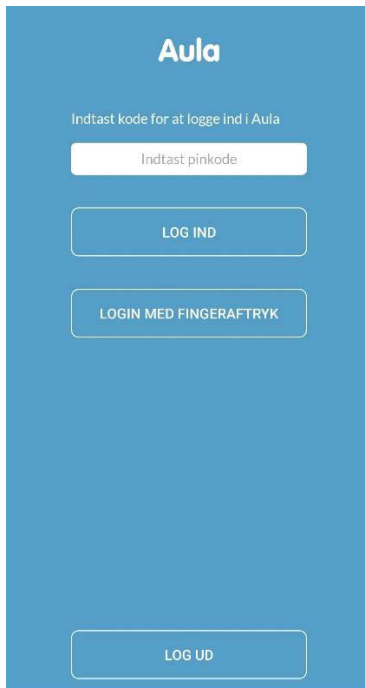 Aula
Indtast kode for at logge ind i Aula
Indtast pinkode
LOG IND
LOGIN MED FINGERAFTRYK
LOG UD